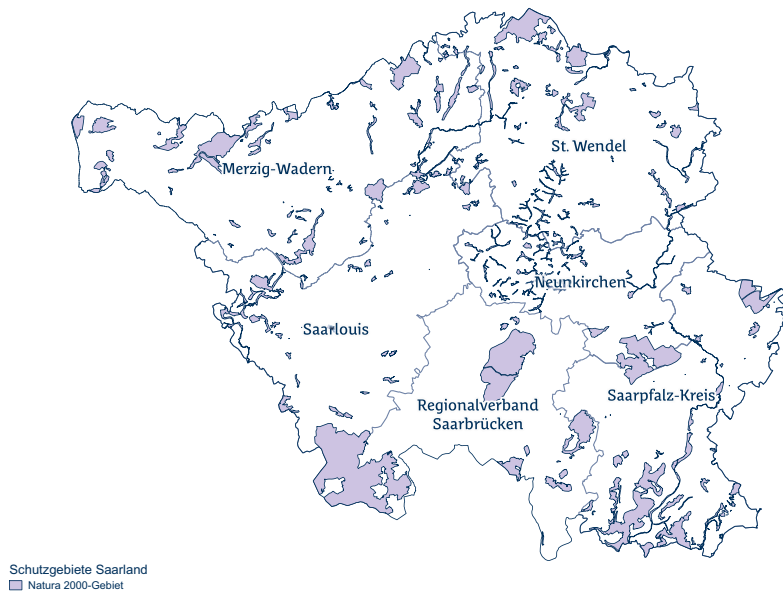 St. Wendel
Merzig-Wadern
Neunkirchen
Saarlouis
Saarpfalz-Kreis
Regionalverband
Saarbrücken
Schutzgebiete Saarland
Natura 2000-Gebiet